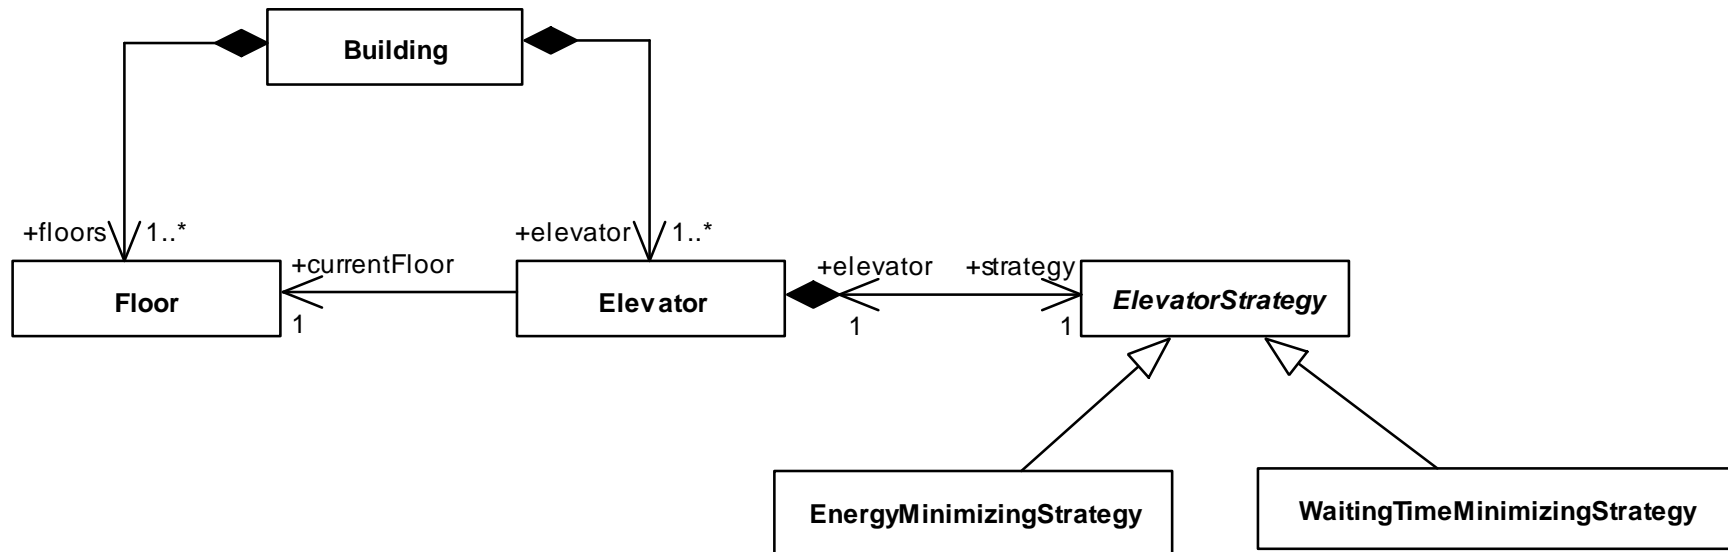 Building
+floors 1..*
+elevator 1..*
+currentFloor
+elevator
+strategy
Floor
Elevator
ElevatorStrategy
1
1
1
EnergyMinimizingStrategy
WaitingTimeMinimizingStrategy